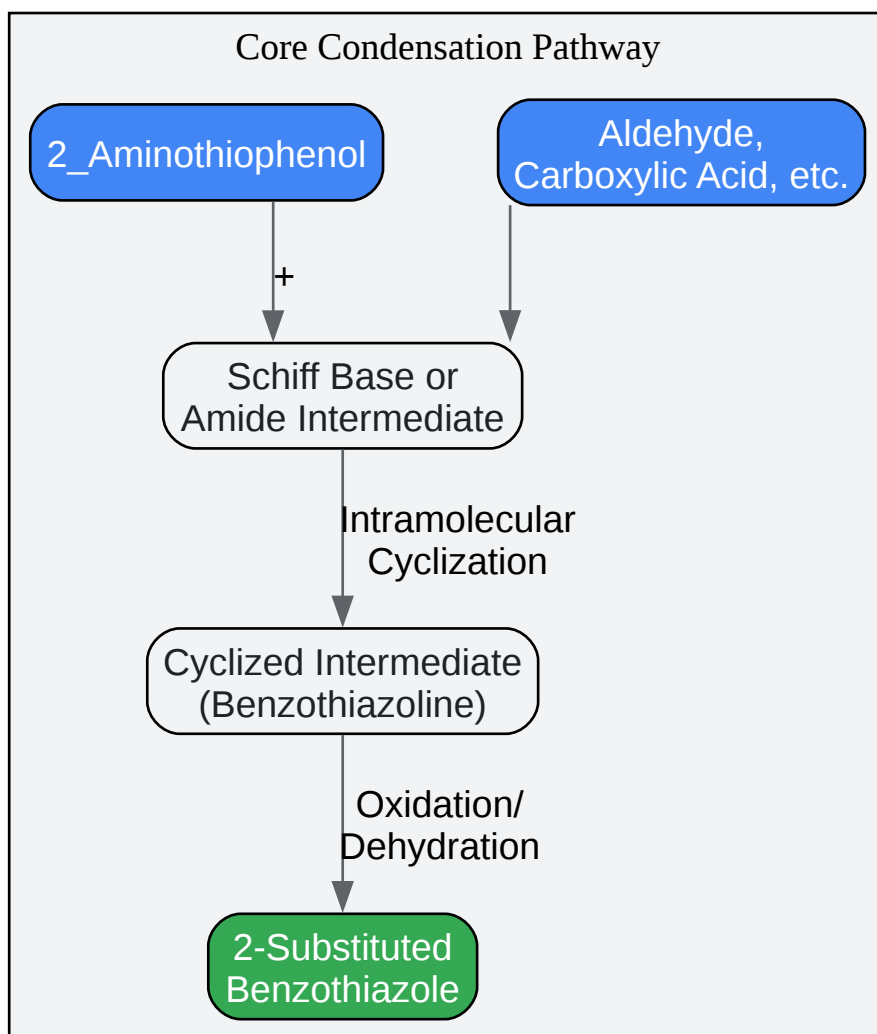 Core Condensation Pathway
2_Aminothiophenol
Aldehyde,
Carboxylic Acid, etc.
+
Schiff Base or
Amide Intermediate
Intramolecular
Cyclization
Cyclized Intermediate
(Benzothiazoline)
Oxidation/
Dehydration
2-Substituted
Benzothiazole